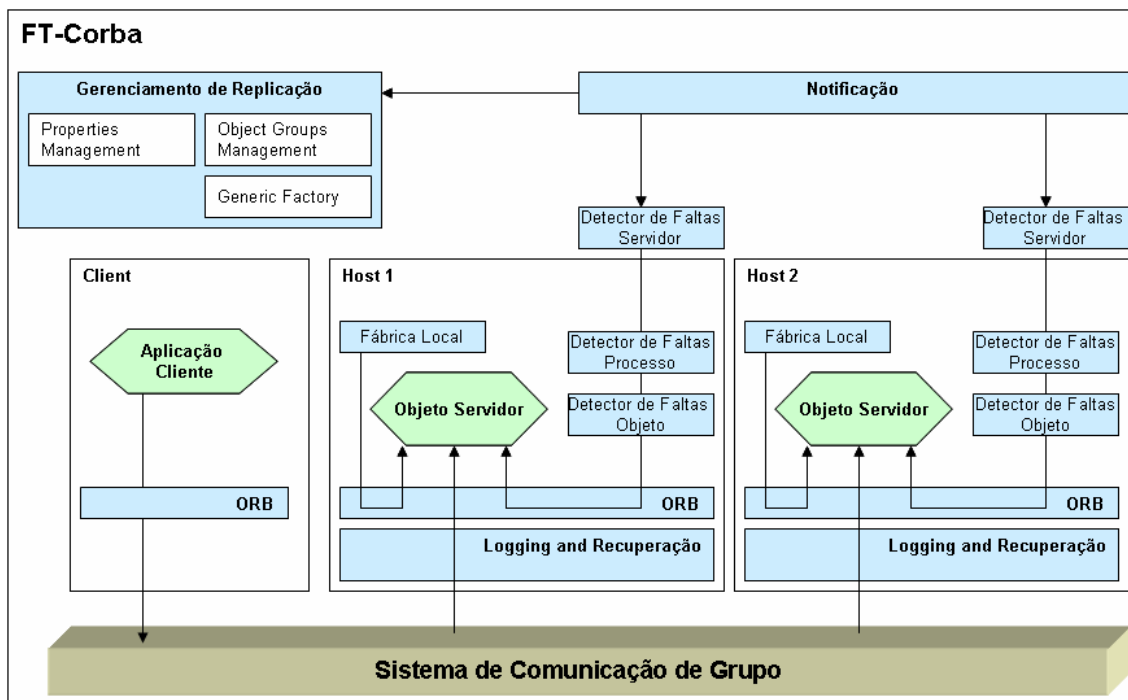 FT-Corba
Gerenciamento de Replicação
Properties
Management
Object Groups
Management
Generic Factory
Notificação
Detector de Faltas
Servidor
Detector de Faltas
Servidor
Client
Aplicação
Cliente
ORB
Host 1
Fábrica Local
Detector de Faltas
Processo
Objeto Servidor
Detector de Faltas
Objeto
ORB
Logging and Recuperação
Host 2
Fábrica Local
Detector de Faltas
Processo
Objeto Servidor
Detector de Faltas
Objeto
ORB
Logging and Recuperação
Sistema de Comunicação de Grupo